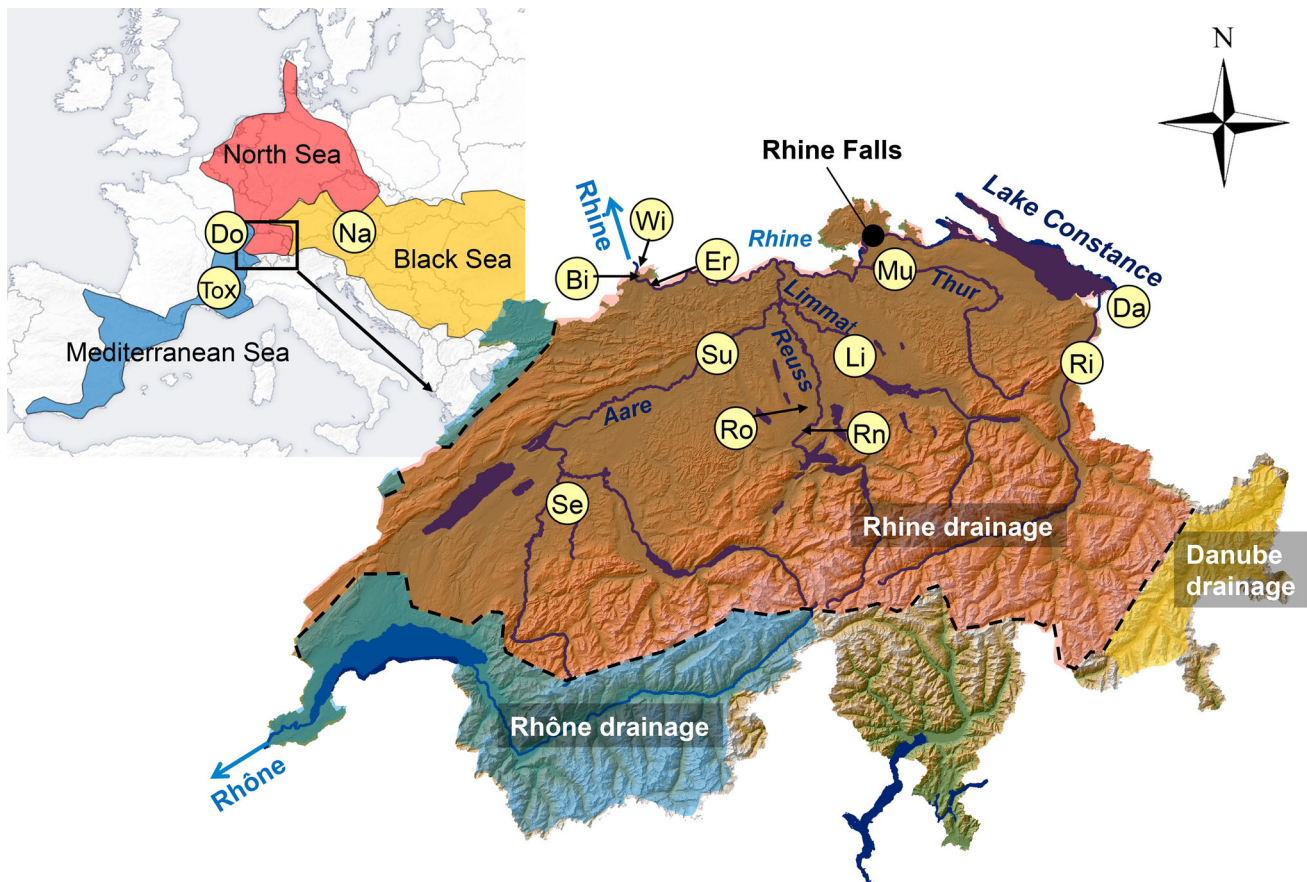 North Sea
Do
Na
Black Sea
Tox
Mediterranean Sea
N
Rhine Falls
Lake Constance
Rhine
Wi
Rhine
Bi
Er
Mu
Thur
Da
Limmat
Su
Reuss
Li
Ri
Aare
Ro
Rn
Se
Rhine drainage
Danube
drainage
Rhône drainage
Rhône